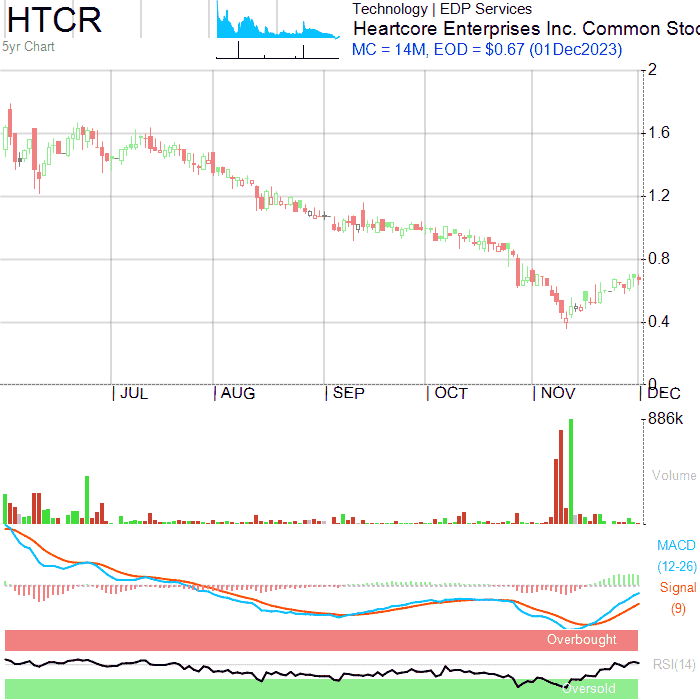 HTCR
5yr Chart
Technology | EDP Services
Heartcore Enterprises Inc. Common Stoc
MC = 14M, EOD = $0.67 (01Dec2023)
2
1.6
1.2
0.8
0.4
0
JUL AUG SEP OCT NOV DEC
886k
Volume
MACD
(12-26)
Signal
(9)
Overbought
RSI(14)
Oversold